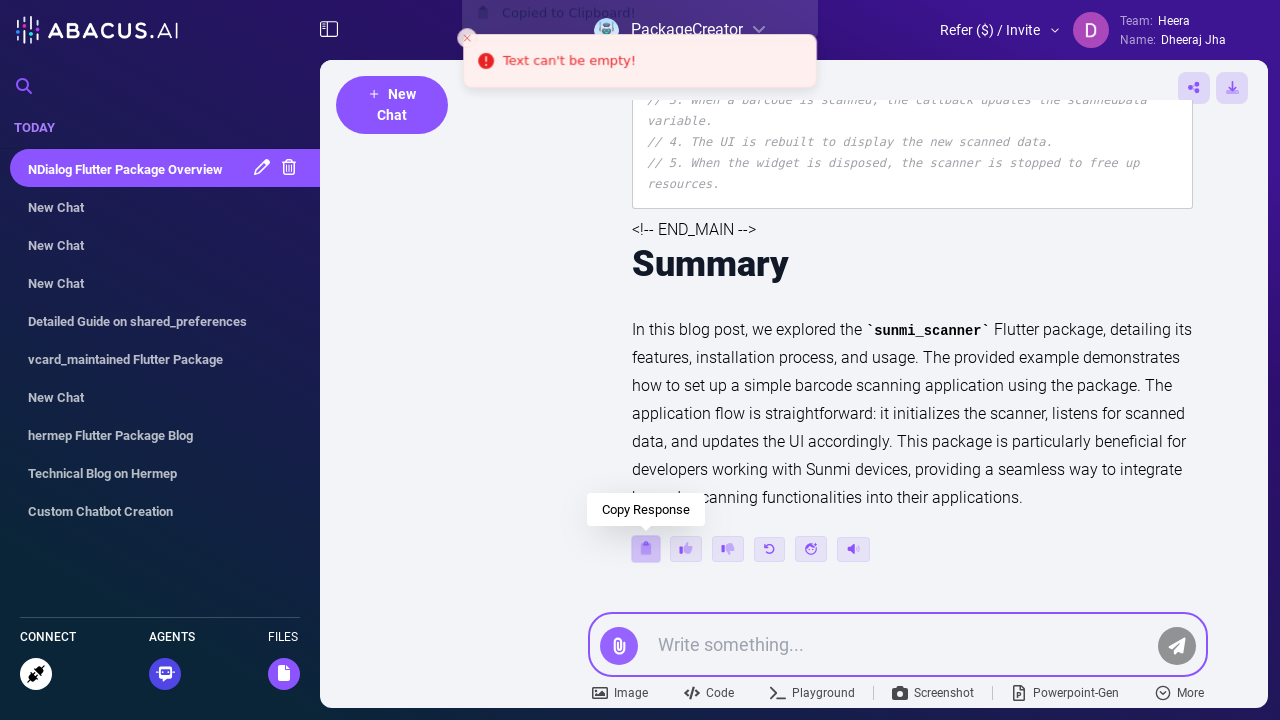 ABACUS.AI
TODAY
NDialog Flutter Package Overview
New Chat
New Chat
New Chat
Detailed Guide on shared_preferences
vcard_maintained Flutter Package
New Chat
hermep Flutter Package Blog
Technical Blog on Hermep
Custom Chatbot Creation
CONNECT
AGENTS
FILES
Copied to Clipboard!
PackageCreator
Text can't be empty!
Refer ($) / Invite
D
Team: Heera
Name: Dheeraj Jha
+ New
Chat
// 3. When a barcode is scanned, the callback updates the scannedData
variable.
// 4. The UI is rebuilt to display the new scanned data.
// 5. When the widget is disposed, the scanner is stopped to free up
resources.
<!-- END_MAIN -->
Summary
In this blog post, we explored the `sunmi_scanner` Flutter package, detailing its
features, installation process, and usage. The provided example demonstrates
how to set up a simple barcode scanning application using the package. The
application flow is straightforward: it initializes the scanner, listens for scanned
data, and updates the UI accordingly. This package is particularly beneficial for
developers working with Sunmi devices, providing a seamless way to integrate
scanning functionalities into their applications.
Copy Response
Write something...
Image
Code
Playground
Screenshot
Powerpoint-Gen
More